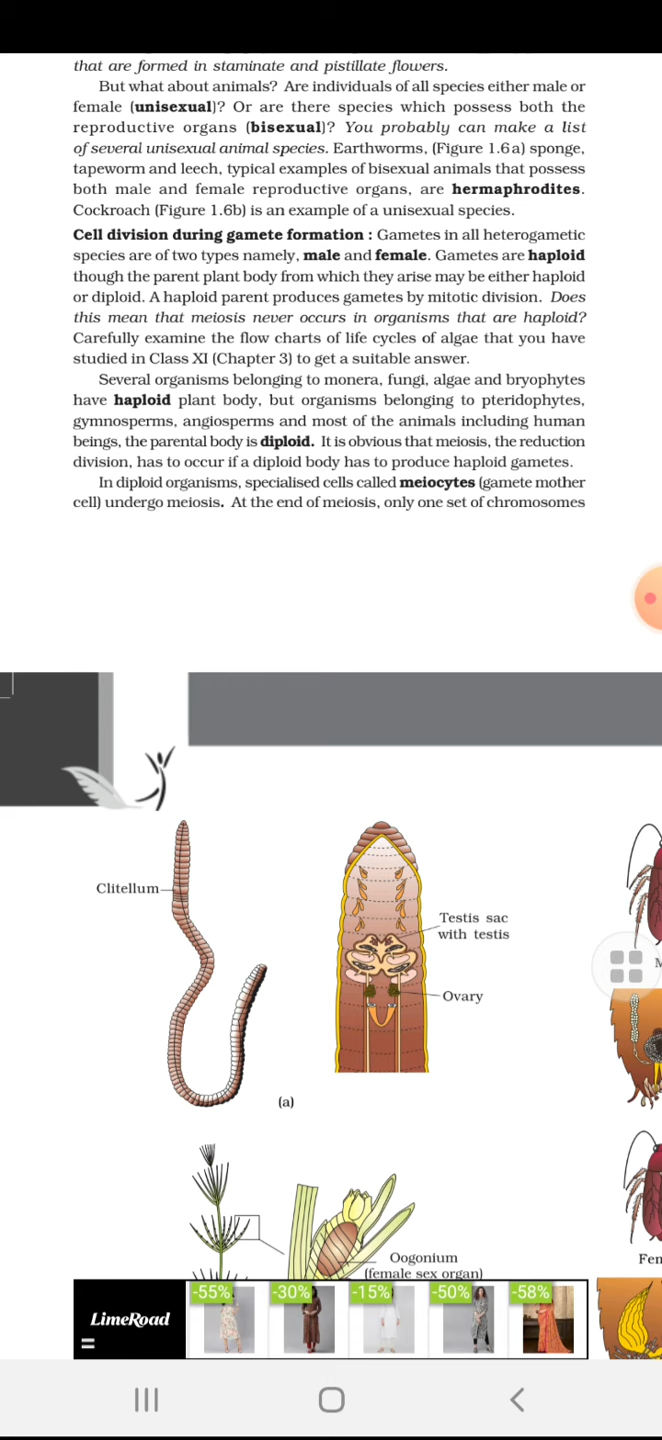 that are formed in staminate and pistillate flowers.
But what about animals? Are individuals of all species either male or
female (unisexual)? Or are there species which possess both the
reproductive organs (bisexual)? You probably can make a list
of several unisexual animal species. Earthworms, (Figure 1.6a) sponge,
tapeworm and leech, typical examples of bisexual animals that possess
both male and female reproductive organs, are hermaphrodites.
Cockroach (Figure 1.6b) is an example of a unisexual species.
Cell division during gamete formation : Gametes in all heterogametic
species are of two types namely, male and female. Gametes are haploid
though the parent plant body from which they arise may be either haploid
or diploid. A haploid parent produces gametes by mitotic division. Does
this mean that meiosis never occurs in organisms that are haploid?
Carefully examine the flow charts of life cycles of algae that you have
studied in Class XI (Chapter 3) to get a suitable answer.
Several organisms belonging to monera, fungi, algae and bryophytes
have haploid plant body, but organisms belonging to pteridophytes,
gymnosperms, angiosperms and most of the animals including human
beings, the parental body is diploid. It is obvious that meiosis, the reduction
division, has to occur if a diploid body has to produce haploid gametes.
In diploid organisms, specialised cells called meiocytes (gamete mother
cell) undergo meiosis. At the end of meiosis, only one set of chromosomes
Clitellum
Testis sac
with testis
Ovary
(a)
Oogonium
(female sex organ)
Fen
LimeRoad
-55% -30% -15% -50% -58%